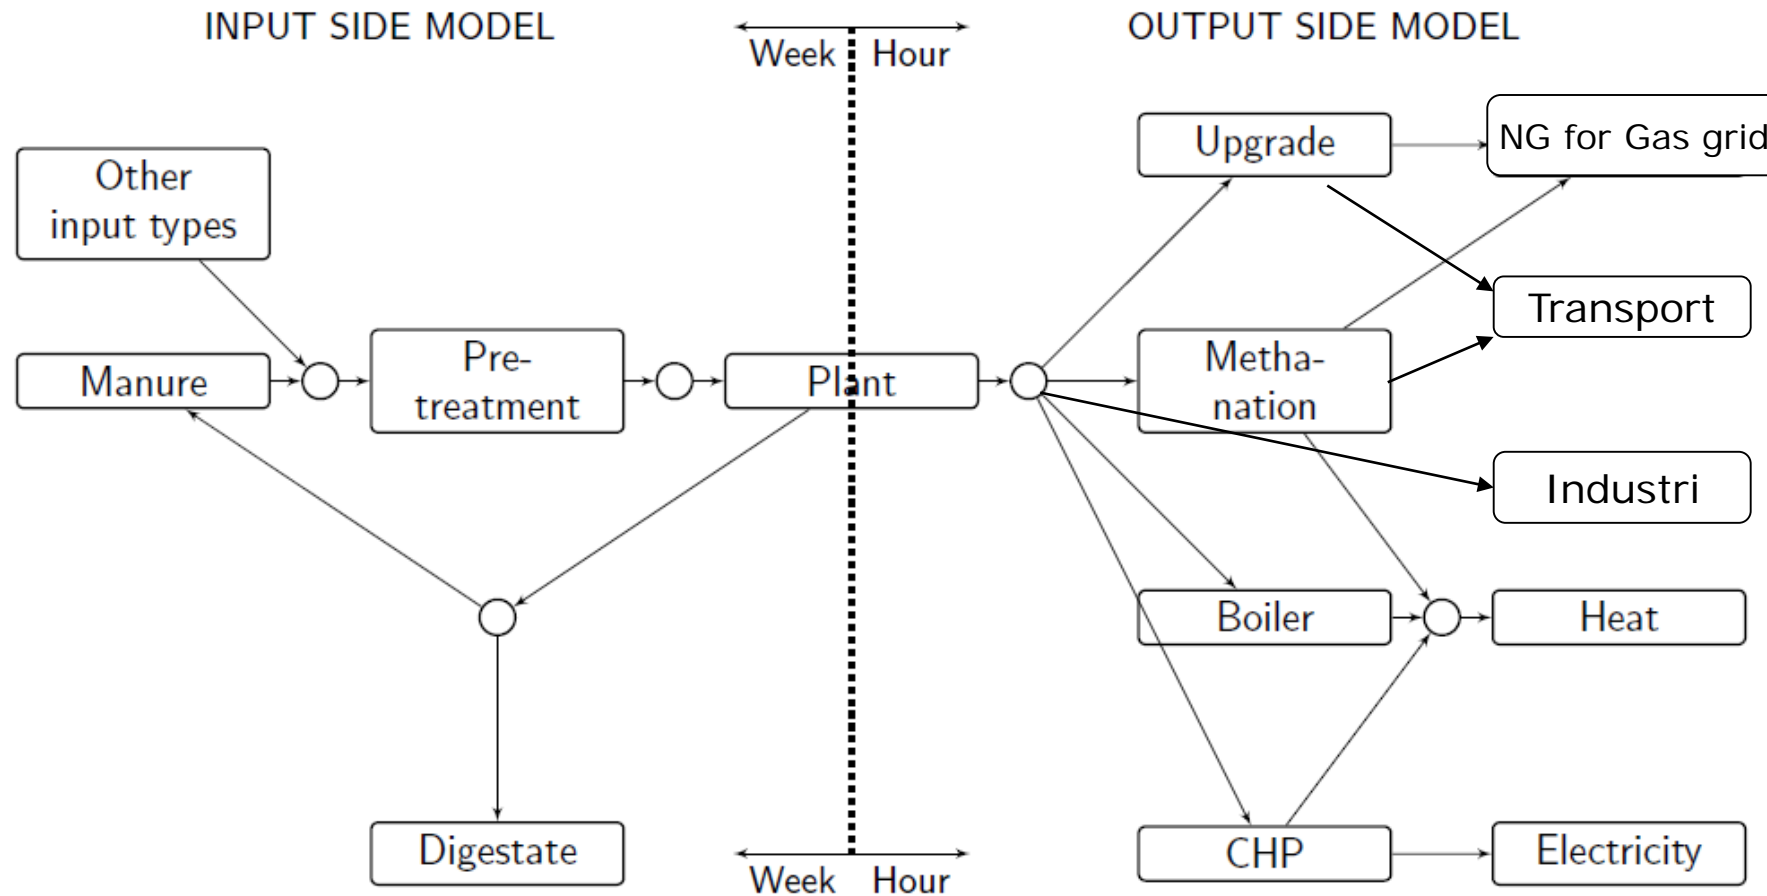 INPUT SIDE MODEL
Week Hour
OUTPUT SIDE MODEL
Other
input types
Manure
Pre-
treatment
Plant
Digestate
Week Hour
Upgrade
NG for Gas grid
Transport
Metha-
nation
Industri
Boiler
Heat
CHP
Electricity